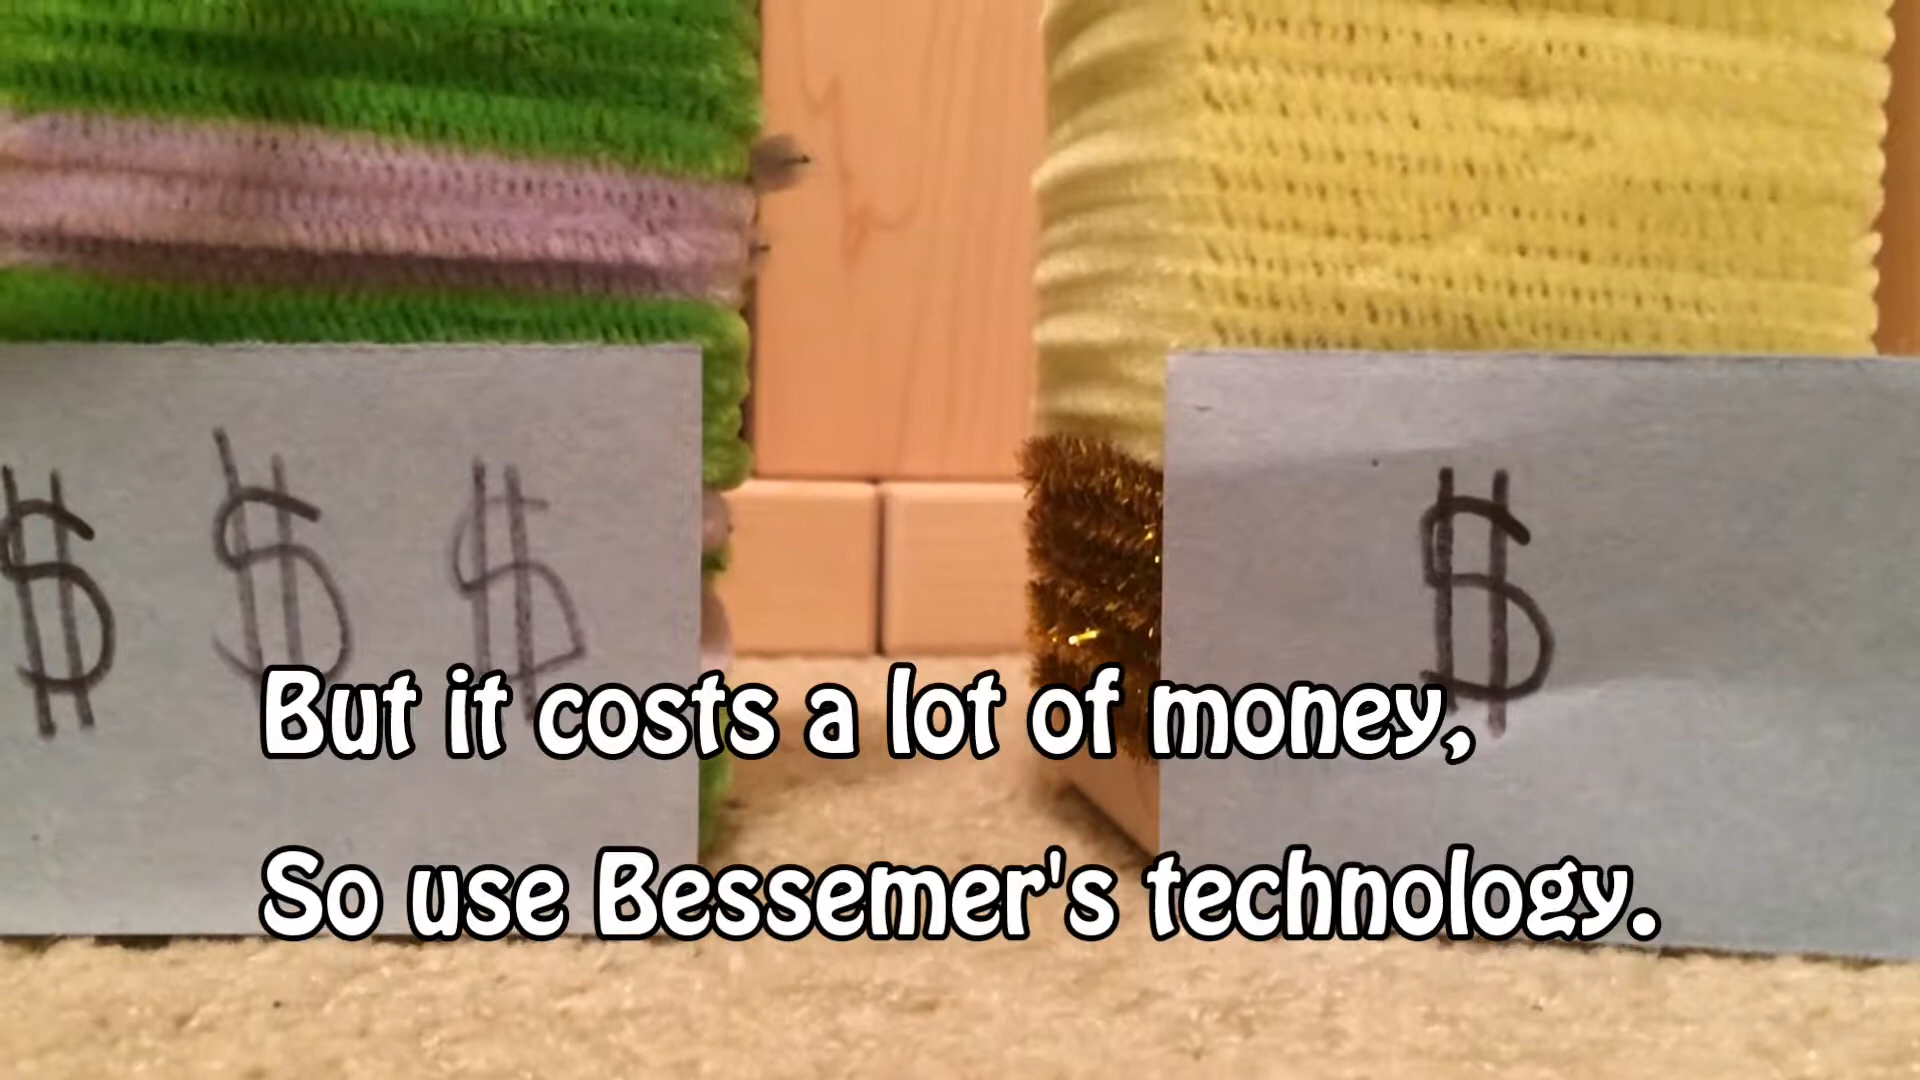 $ $ $
$
But it costs a lot of money,
So use Bessemer's technology.